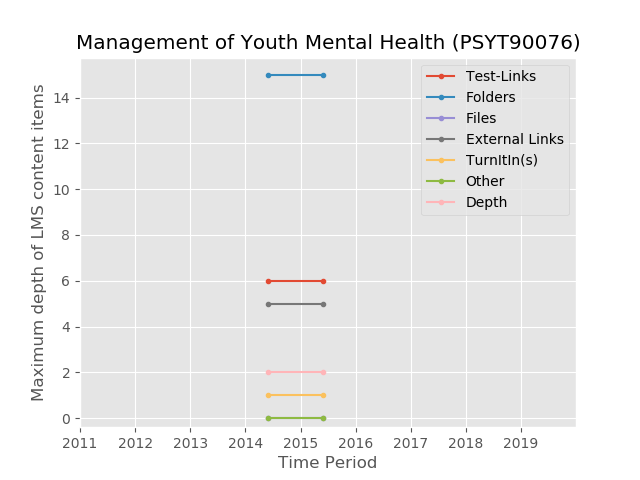 Management of Youth Mental Health (PSYT90076)
Maximum depth of LMS content items
14
12
10
8
6
4
2
0
Test-Links
Folders
Files
External Links
TurnItIn(s)
Other
Depth
2011 2012 2013 2014 2015 2016 2017 2018 2019
Time Period